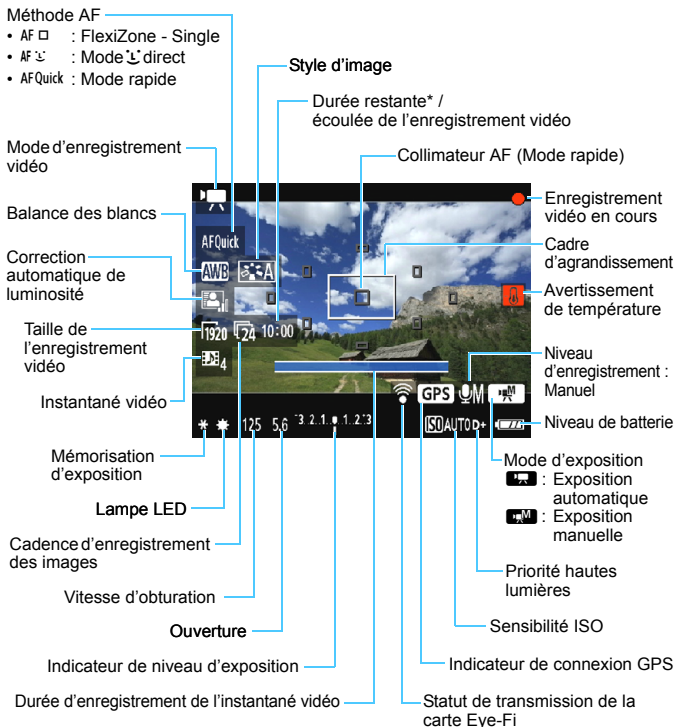 Méthode AF
• AF □ : FlexiZone - Single
• AF : Mode direct
• AFQuick : Mode rapide
Style d'image
Durée restante* /
écoulée de l'enregistrement vidéo
Mode d'enregistrement
vidéo
Collimateur AF (Mode rapide)
Balance des blancs
Correction
automatique de
luminosité
Taille de
l'enregistrement
vidéo
Instantané vidéo
Enregistrement
vidéo en cours
Cadre
d'agrandissement
Avertissement
de température
Niveau
d'enregistrement :
Manuel
Niveau de batterie
AFQuick
AWB
A
1920
24
10:00
4
GPS
M
M
125
5.6
-3..2..1..0..1..2..+3
ISO AUTO D+
Mémorisation
d'exposition
Lampe LED
Cadence d'enregistrement
des images
Vitesse d'obturation
Ouverture
Indicateur de niveau d'exposition
Durée d'enregistrement de l'instantané vidéo
Mode d'exposition
: Exposition
automatique
M : Exposition
manuelle
Priorité hautes
lumières
Sensibilité ISO
Indicateur de connexion GPS
Statut de transmission de la
carte Eye-Fi